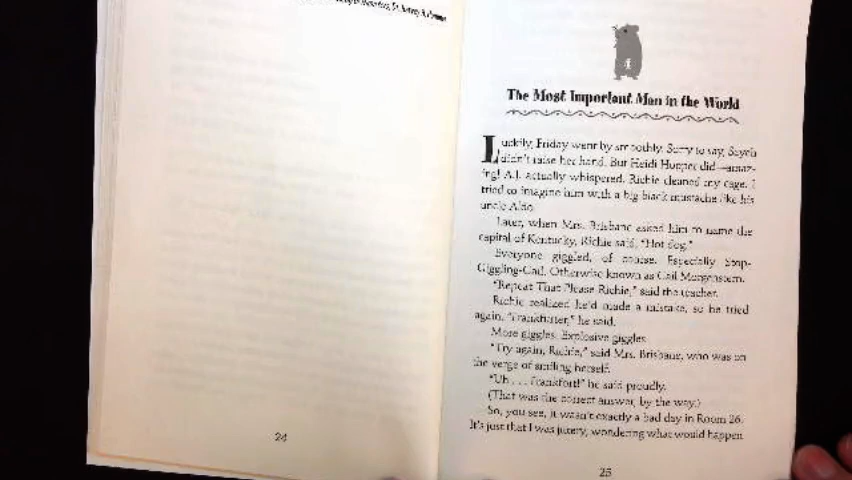 24
4
The Most Important Man in the World
Luckily, Friday went by smoothly. Sorry to say, Sayeh
didn't raise her hand. But Heidi Hopper did—amaz-
ing! A.J. actually whispered. Richie cleaned my cage. I
tried to imagine him with a big black mustache like his
uncle Aldo.
Later, when Mrs. Brisbane asked him to name the
capital of Kentucky, Richie said, "Hot dog."
Everyone giggled, of course. Especially Stop-
Giggling-Gail. Otherwise known as Gail Morgenstern.
"Repeat That Please Richie," said the teacher.
Richie realized he'd made a mistake, so he tried
again. "Frankfurter," he said.
More giggles. Explosive giggles.
"Try again, Richie," said Mrs. Brisbane, who was on
the verge of smiling herself.
"Uh . . . Frankfort!" he said proudly.
(That was the correct answer, by the way.)
So, you see, it wasn't exactly a bad day in Room 26.
It's just that I was jittery, wondering what would happen
25